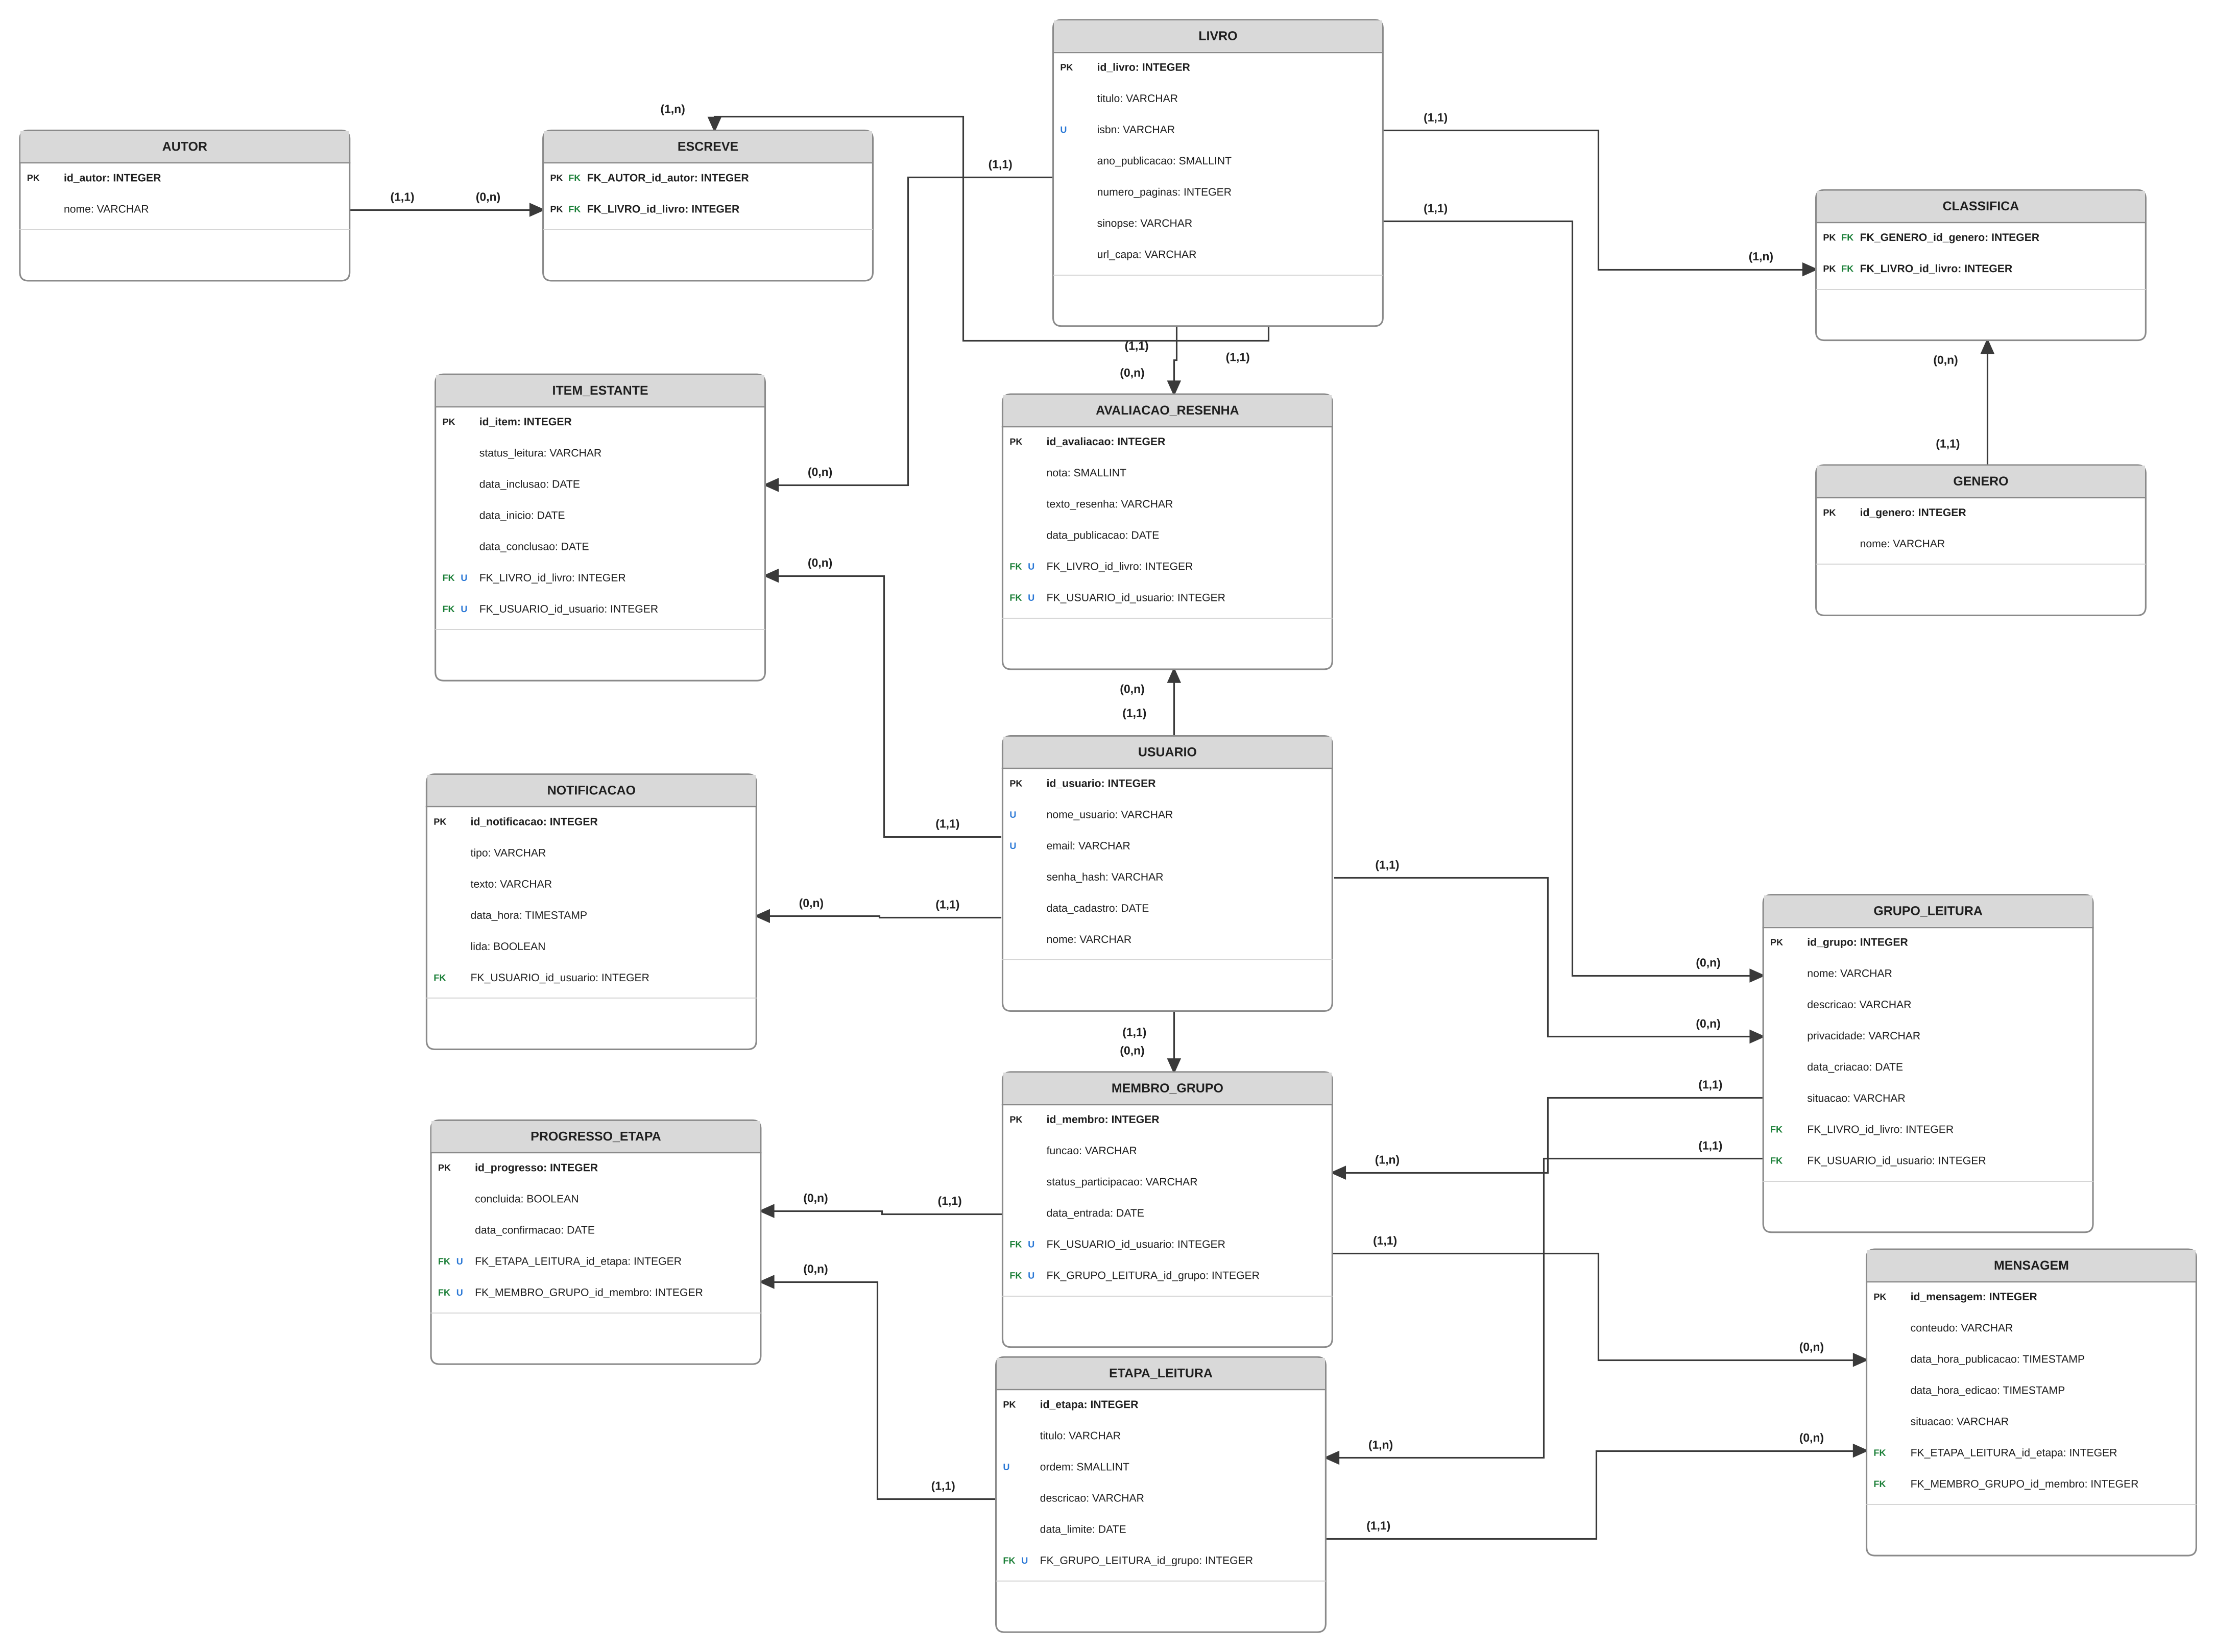 LIVRO
PK id_livro: INTEGER
titulo: VARCHAR
U isbn: VARCHAR
ano_publicacao: SMALLINT
numero_paginas: INTEGER
sinopse: VARCHAR
url_capa: VARCHAR
(1,n)
(1,1)
(1,1)
(1,1)
(1,n)
(1,1)
(1,1)
AUTOR
PK id_autor: INTEGER
nome: VARCHAR
(1,1)
(0,n)
ESCREVE
PK FK FK_AUTOR_id_autor: INTEGER
PK FK FK_LIVRO_id_livro: INTEGER
CLASSIFICA
PK FK FK_GENERO_id_genero: INTEGER
PK FK FK_LIVRO_id_livro: INTEGER
(0,n)
(1,1)
GENERO
PK id_genero: INTEGER
nome: VARCHAR
ITEM_ESTANTE
PK id_item: INTEGER
status_leitura: VARCHAR
data_inclusao: DATE
data_inicio: DATE
data_conclusao: DATE
FK U FK_LIVRO_id_livro: INTEGER
FK U FK_USUARIO_id_usuario: INTEGER
(0,n)
(0,n)
(0,n)
AVALIACAO_RESENHA
PK id_avaliacao: INTEGER
nota: SMALLINT
texto_resenha: VARCHAR
data_publicacao: DATE
FK U FK_LIVRO_id_livro: INTEGER
FK U FK_USUARIO_id_usuario: INTEGER
(0,n)
(1,1)
USUARIO
PK id_usuario: INTEGER
U nome_usuario: VARCHAR
U email: VARCHAR
senha_hash: VARCHAR
data_cadastro: DATE
nome: VARCHAR
(1,1)
(1,1)
(0,n)
(1,1)
NOTIFICACAO
PK id_notificacao: INTEGER
tipo: VARCHAR
texto: VARCHAR
data_hora: TIMESTAMP
lida: BOOLEAN
FK FK_USUARIO_id_usuario: INTEGER
GRUPO_LEITURA
PK id_grupo: INTEGER
nome: VARCHAR
descricao: VARCHAR
privacidade: VARCHAR
data_criacao: DATE
situacao: VARCHAR
FK FK_LIVRO_id_livro: INTEGER
FK FK_USUARIO_id_usuario: INTEGER
(0,n)
(0,n)
(1,1)
(1,1)
(1,1)
(0,n)
MEMBRO_GRUPO
PK id_membro: INTEGER
funcao: VARCHAR
status_participacao: VARCHAR
data_entrada: DATE
FK U FK_USUARIO_id_usuario: INTEGER
FK U FK_GRUPO_LEITURA_id_grupo: INTEGER
(1,n)
(1,1)
PROGRESSO_ETAPA
PK id_progresso: INTEGER
concluida: BOOLEAN
data_confirmacao: DATE
FK U FK_ETAPA_LEITURA_id_etapa: INTEGER
FK U FK_MEMBRO_GRUPO_id_membro: INTEGER
(0,n)
(1,1)
(0,n)
(1,1)
ETAPA_LEITURA
PK id_etapa: INTEGER
titulo: VARCHAR
U ordem: SMALLINT
descricao: VARCHAR
data_limite: DATE
FK U FK_GRUPO_LEITURA_id_grupo: INTEGER
(1,n)
(1,1)
(0,n)
(0,n)
MENSAGEM
PK id_mensagem: INTEGER
conteudo: VARCHAR
data_hora_publicacao: TIMESTAMP
data_hora_edicao: TIMESTAMP
situacao: VARCHAR
FK FK_ETAPA_LEITURA_id_etapa: INTEGER
FK FK_MEMBRO_GRUPO_id_membro: INTEGER